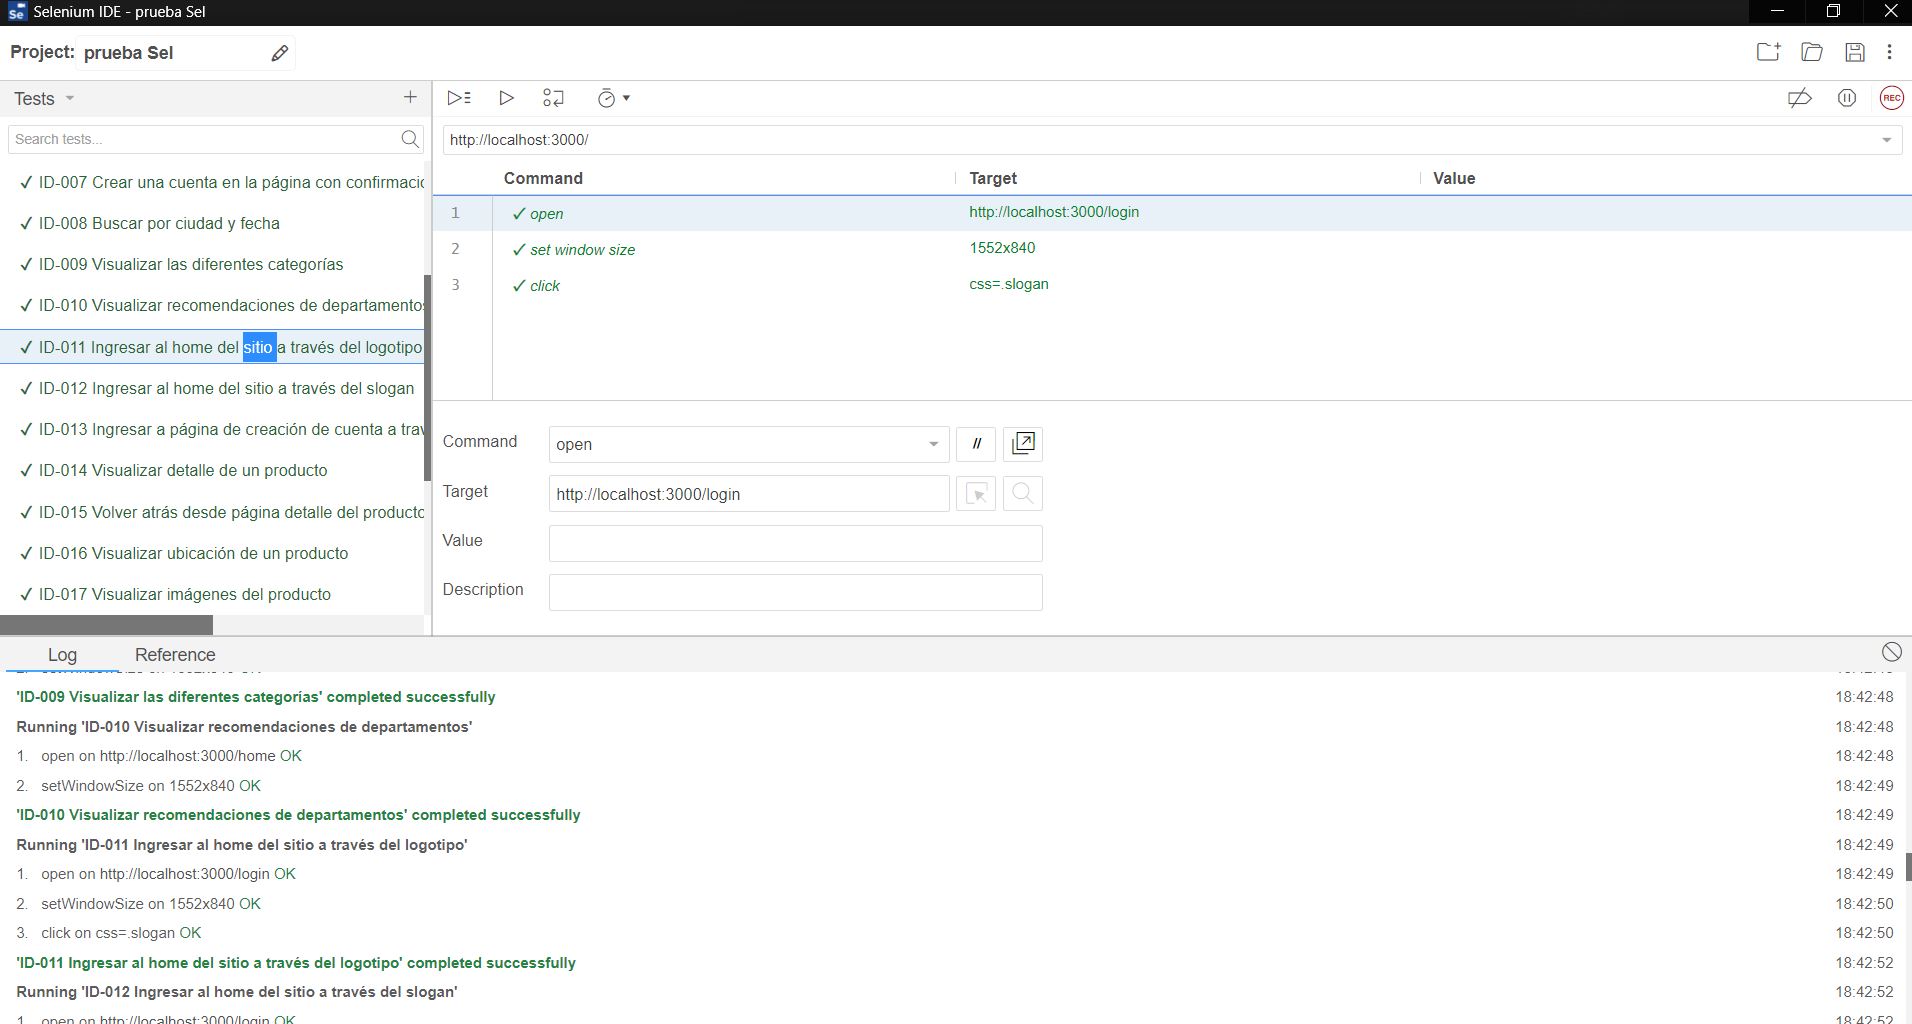 Selenium IDE - prueba Sel
Project: prueba Sel
Tests
Search tests...
✓ ID-007 Crear una cuenta en la página con
✓ ID-008 Buscar por ciudad y fecha
✓ ID-009 Visualizar las diferentes categorías
✓ ID-010 Visualizar recomendaciones de departamentos
✓ ID-011 Ingresar al home del sitio a través del logotipo
✓ ID-012 Ingresar al home del sitio a través del slogan
✓ ID-013 Ingresar a página de creación de cuenta a
✓ ID-014 Visualizar detalle de un producto
✓ ID-015 Volver atrás desde página detalle del producto
✓ ID-016 Visualizar ubicación de un producto
✓ ID-017 Visualizar imágenes del producto
REC
http://localhost:3000/
Command Target Value
1 ✓ open http://localhost:3000/login
2 ✓ set window size 1552x840
3 ✓ click css=.slogan
Command open //
Target http://localhost:3000/login
Value
Description
Log Reference
'ID-009 Visualizar las diferentes categorías' completed successfully 18:42:48
Running 'ID-010 Visualizar recomendaciones de departamentos' 18:42:48
1. open on http://localhost:3000/home OK 18:42:48
2. setWindowSize on 1552x840 OK 18:42:49
'ID-010 Visualizar recomendaciones de departamentos' completed successfully 18:42:49
Running 'ID-011 Ingresar al home del sitio a través del logotipo' 18:42:49
1. open on http://localhost:3000/login OK 18:42:49
2. setWindowSize on 1552x840 OK 18:42:50
3. click on css=.slogan OK 18:42:50
'ID-011 Ingresar al home del sitio a través del logotipo' completed successfully 18:42:52
Running 'ID-012 Ingresar al home del sitio a través del slogan' 18:42:52
1. open on http://localhost:3000/login OK 18:42:52